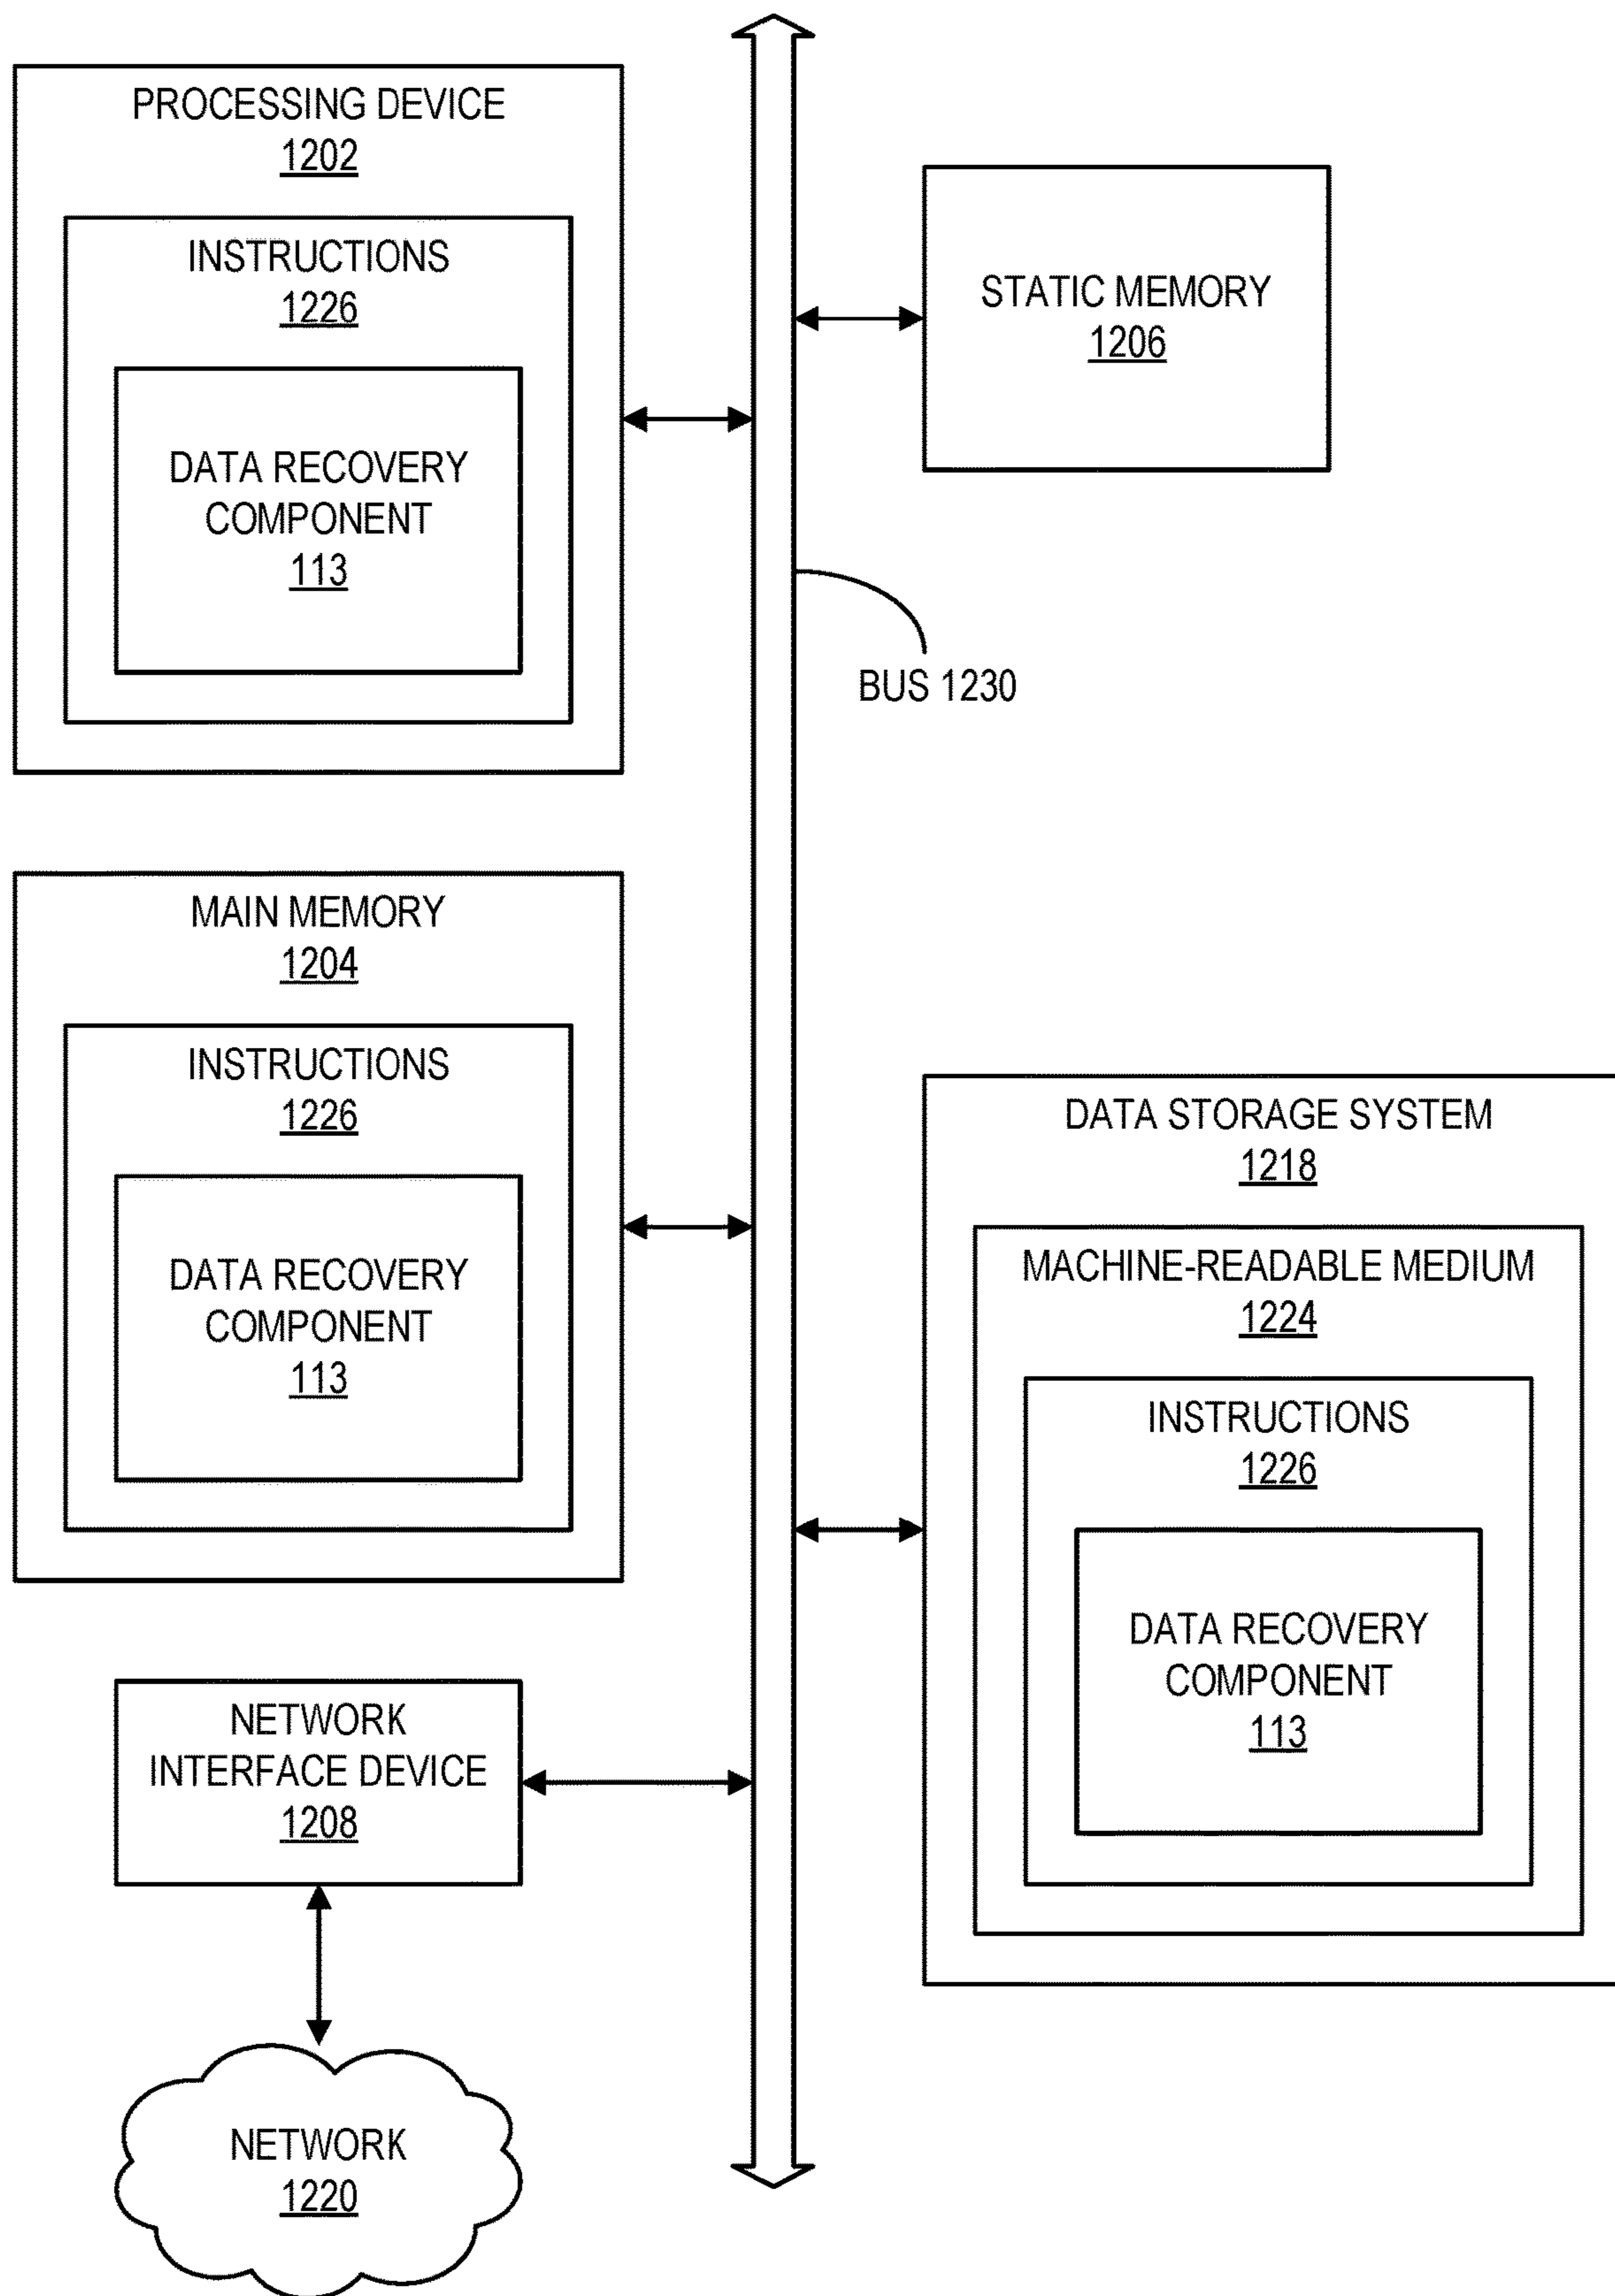 PROCESSING DEVICE
1202
INSTRUCTIONS
1226
DATA RECOVERY
COMPONENT
113
STATIC MEMORY
1206
BUS 1230
MAIN MEMORY
1204
INSTRUCTIONS
1226
DATA RECOVERY
COMPONENT
113
DATA STORAGE SYSTEM
1218
MACHINE-READABLE MEDIUM
1224
INSTRUCTIONS
1226
DATA RECOVERY
COMPONENT
113
NETWORK
INTERFACE DEVICE
1208
NETWORK
1220